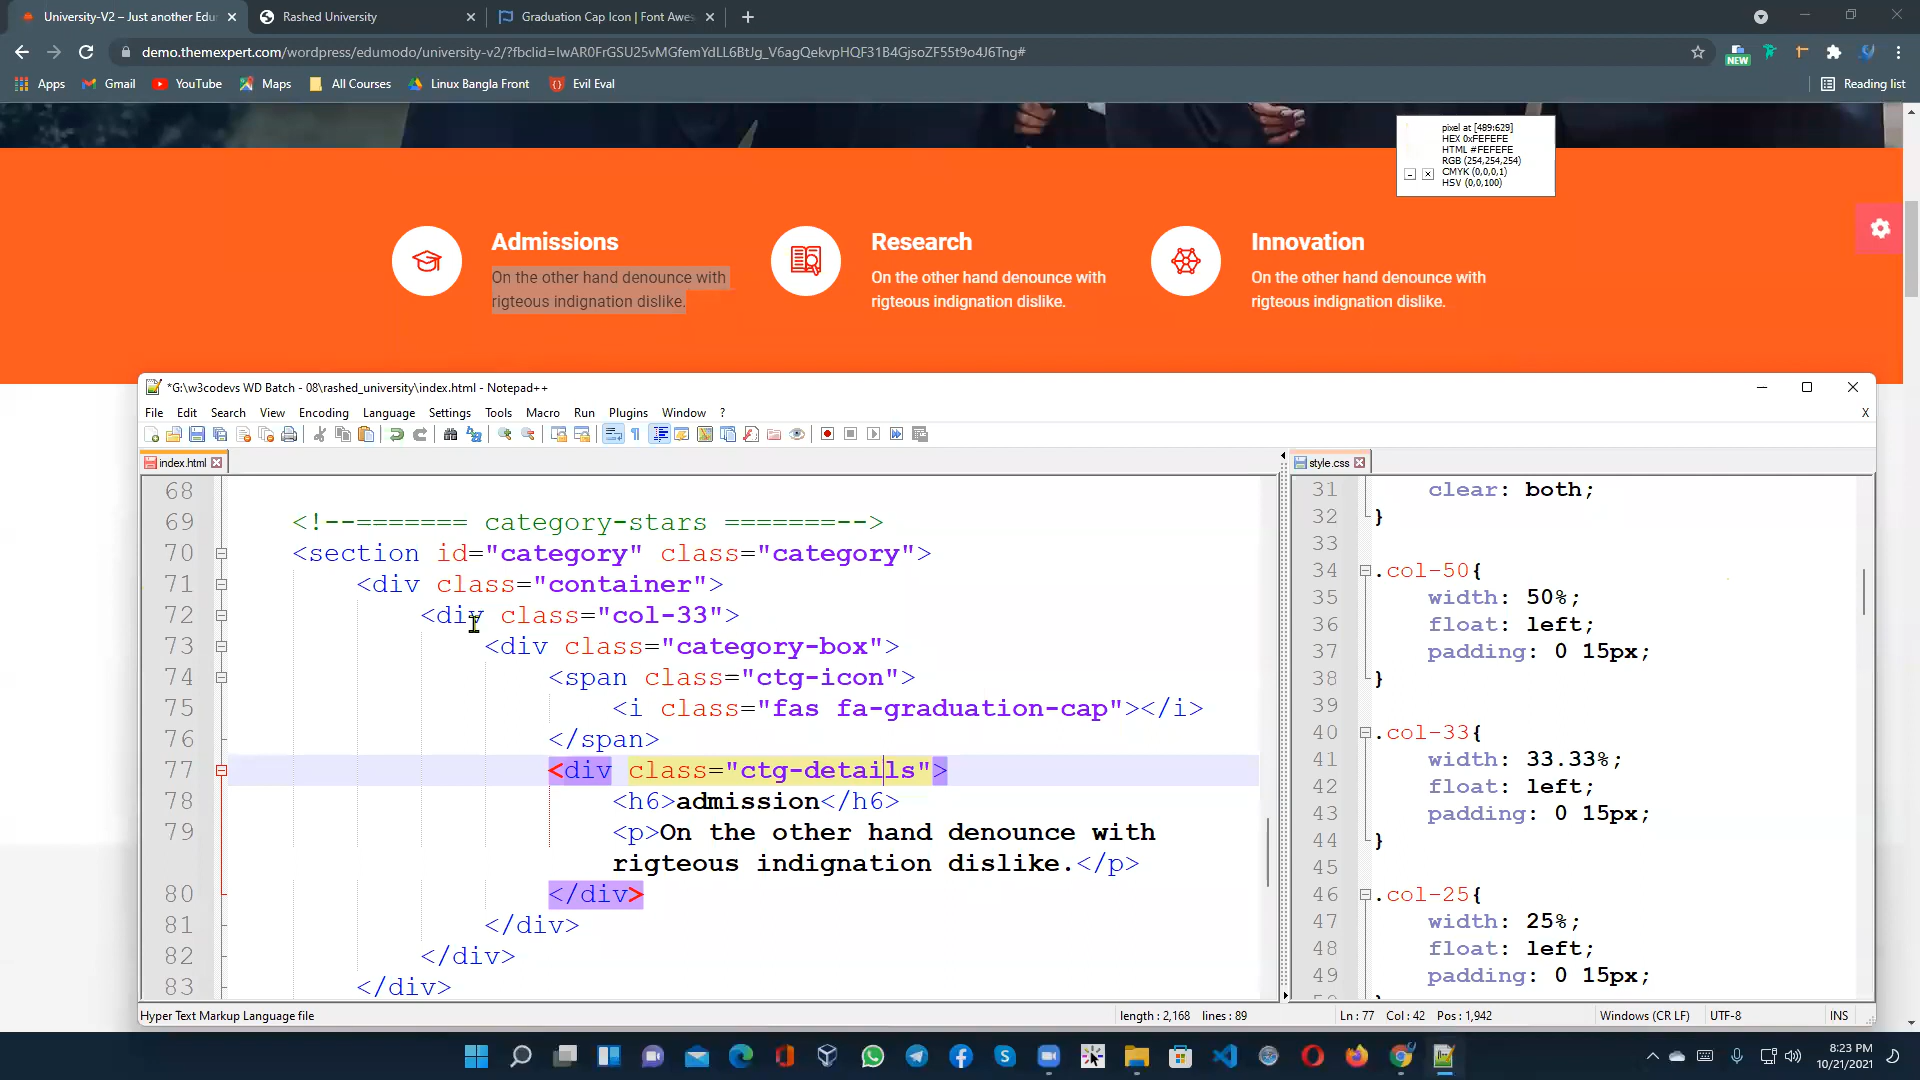 University-V2 – Just another Edu
Rashed University
Graduation Cap Icon | Font Awes
demo.themexpert.com/wordpress/edumodo/university-v2/?fbclid=IwAR0FrGSU25vMGfemYdLL6BtJg_V6agQekvpHQF31B4GjsoZF55t9o4J6Tng#
NEW
Apps
Gmail
YouTube
Maps
All Courses
Linux Bangla Front
Evil Eval
Reading list
pixel at [489:629]
HEX 0xFEFEFE
HTML #FEFEFE
RGB (254,254,254)
CMYK (0,0,0,1)
HSV (0,0,100)
Admissions
On the other hand denounce with
rigteous indignation dislike.
Research
On the other hand denounce with
rigteous indignation dislike.
Innovation
On the other hand denounce with
rigteous indignation dislike.
*G:\w3codevs WD Batch - 08\rashed_university\index.html - Notepad++
File Edit Search View Encoding Language Settings Tools Macro Run Plugins Window ? X
index.html
68
69 <!--======= category-stars =======-->
70 <section id="category" class="category">
71 <div class="container">
72 <div class="col-33">
73 <div class="category-box">
74 <span class="ctg-icon">
75 <i class="fas fa-graduation-cap"></i>
76 </span>
77 <div class="ctg-details">
78 <h6>admission</h6>
79 <p>On the other hand denounce with
rigteous indignation dislike.</p>
80 </div>
81 </div>
82 </div>
83 </div>
style.css
31 clear: both;
32 }
33
34 .col-50{
35 width: 50%;
36 float: left;
37 padding: 0 15px;
38 }
39
40 .col-33{
41 width: 33.33%;
42 float: left;
43 padding: 0 15px;
44 }
45
46 .col-25{
47 width: 25%;
48 float: left;
49 padding: 0 15px;
Hyper Text Markup Language file
length : 2,168 lines : 89
Ln : 77 Col : 42 Pos : 1,942
Windows (CR LF)
UTF-8
INS
8:23 PM
10/21/2021